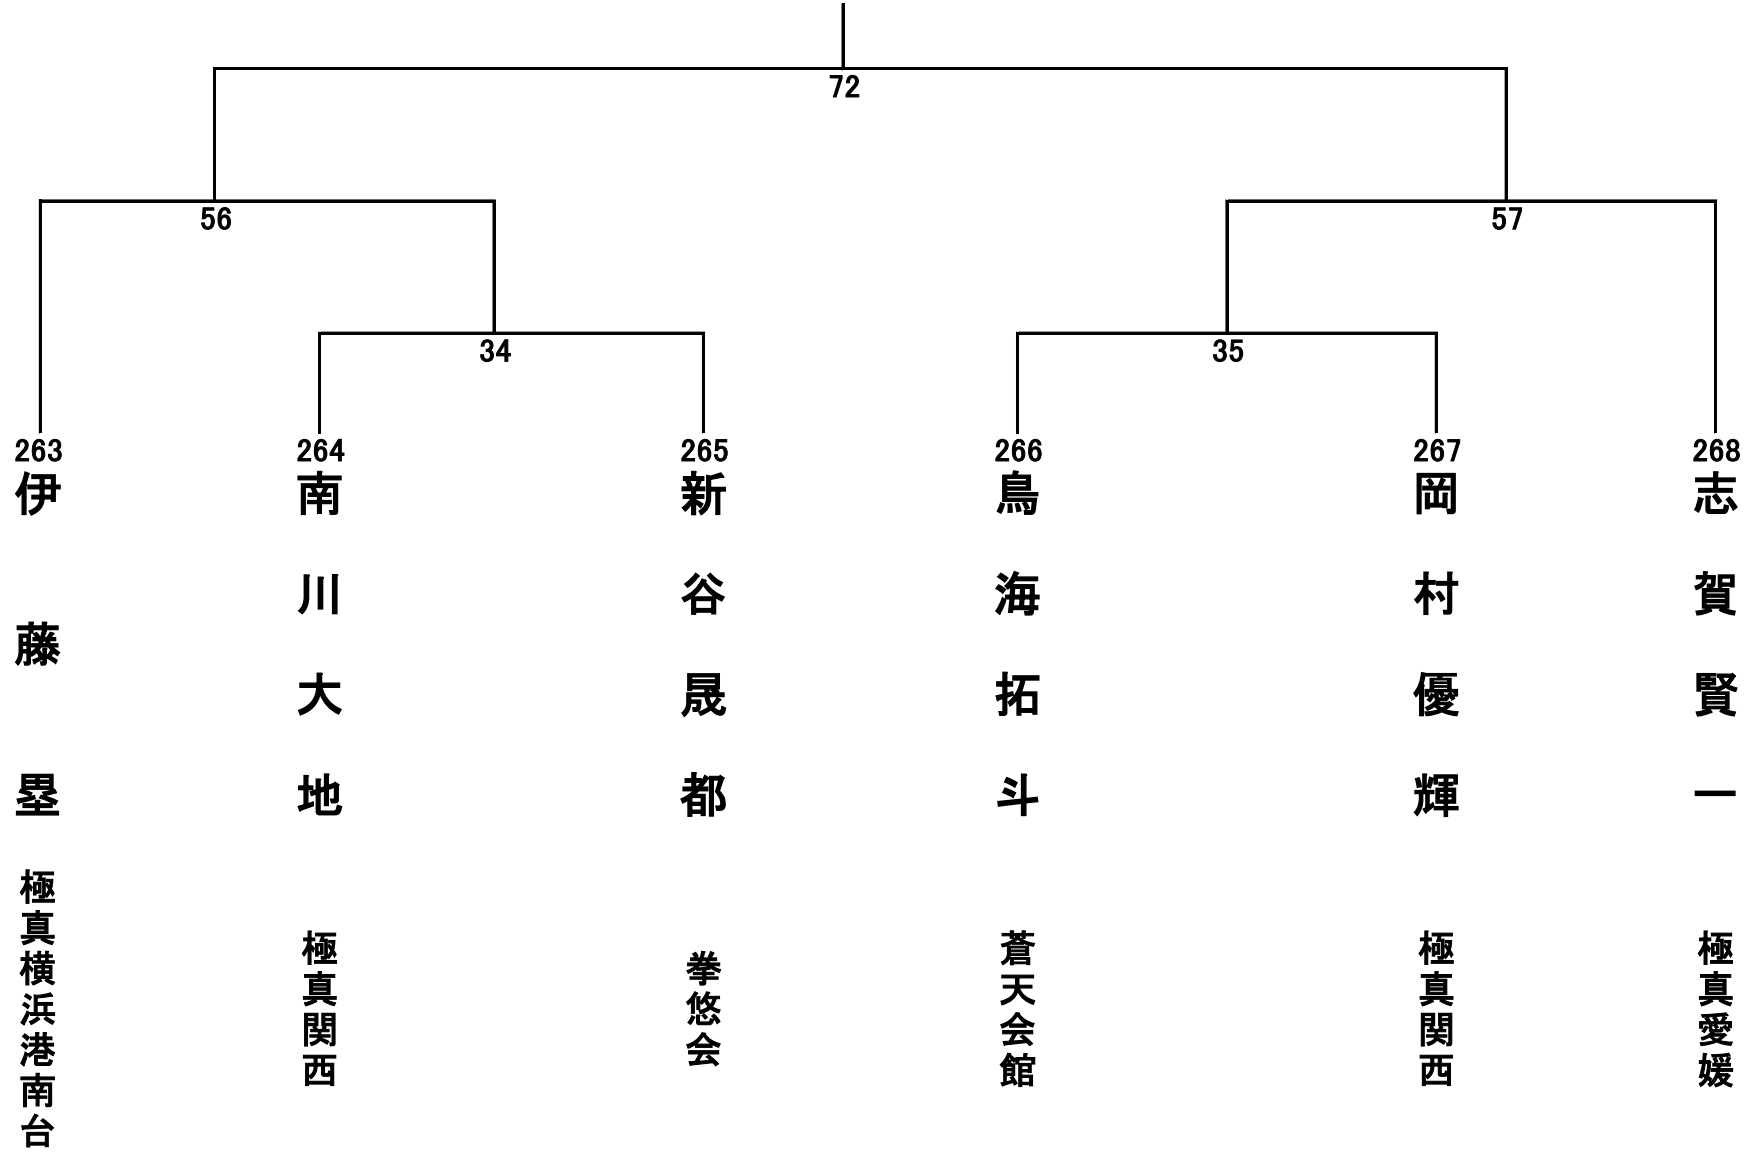 72
56
57
34
35
263
264
265
266
267
268
伊藤塁
南川大地
新谷晟都
鳥海拓斗
岡村優輝
志賀賢一
極真横浜港南台
極真関西
拳悠会
蒼天会館
極真関西
極真愛媛